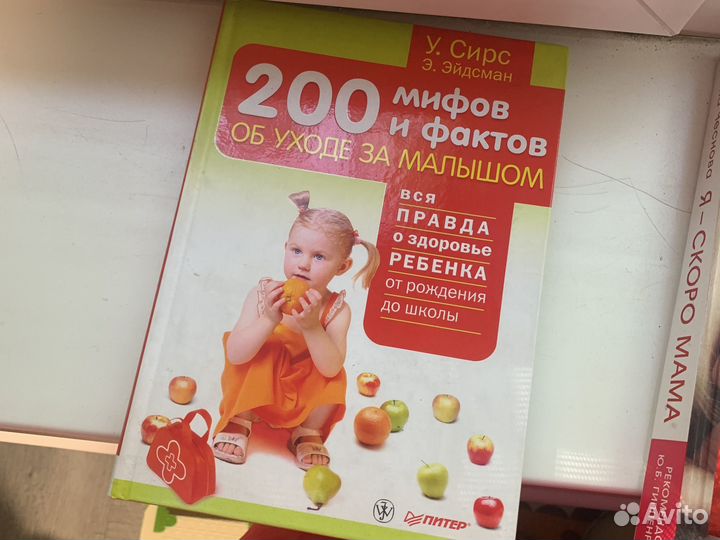 У. Сирс
Э. Эйдсман
200 мифов
и фактов
ОБ УХОДЕ ЗА МАЛЫШОМ
ВСЯ
ПРАВДА
о здоровье
РЕБЕНКА
от рождения
до школы
ПИТЕР®
Я – СКОРО МАМА®
Avito